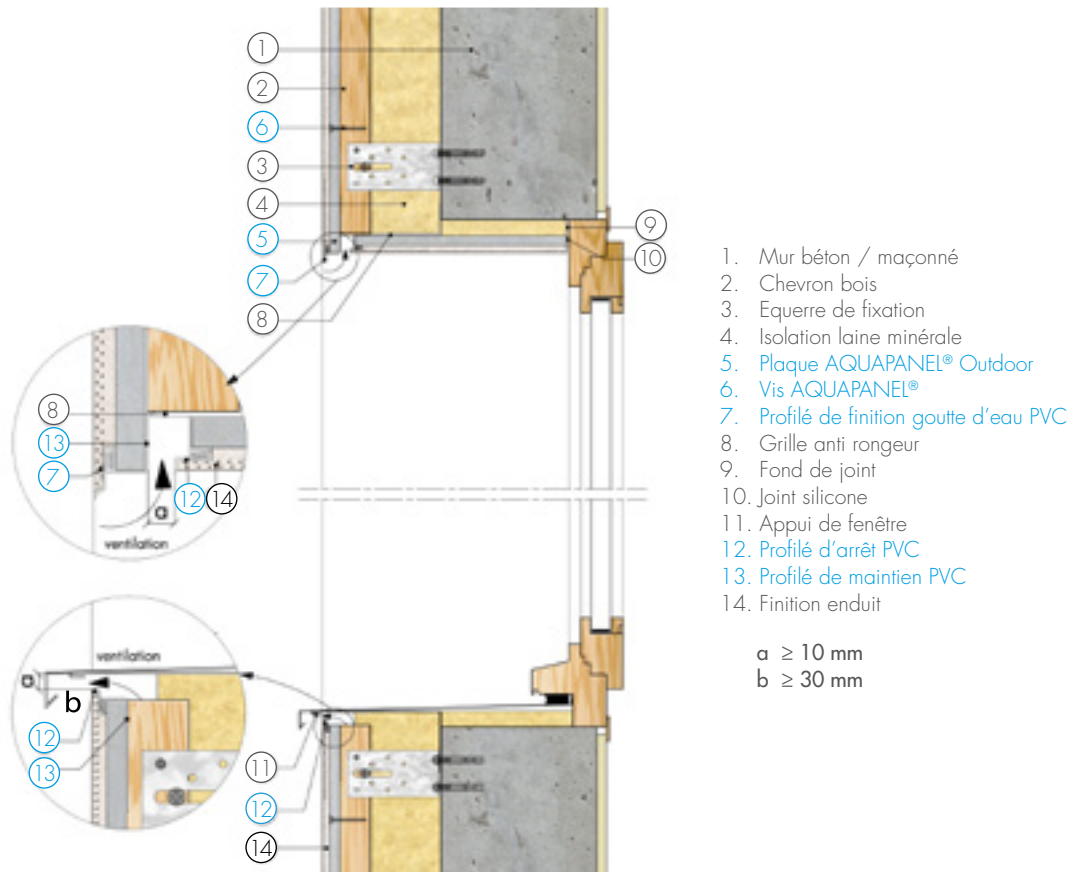 1
2
6
3
4
5
7
8
9
10
8
13
7
12 14
a
ventilation
ventilation
a
b
12
13
11
12
14
1. Mur béton / maçonné
2. Chevron bois
3. Equerre de fixation
4. Isolation laine minérale
5. Plaque AQUAPANEL® Outdoor
6. Vis AQUAPANEL®
7. Profilé de finition goutte d'eau PVC
8. Grille anti rongeur
9. Fond de joint
10. Joint silicone
11. Appui de fenêtre
12. Profilé d'arrêt PVC
13. Profilé de maintien PVC
14. Finition enduit
a ≥ 10 mm
b ≥ 30 mm